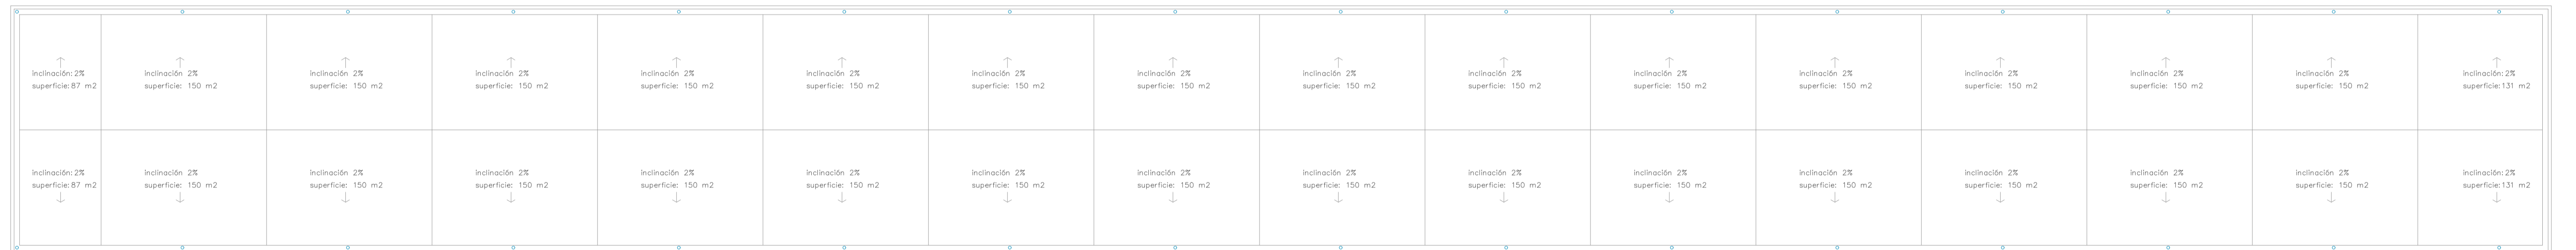 inclinación: 2%
superficie: 87 m2
inclinación 2%
superficie: 150 m2
inclinación 2%
superficie: 150 m2
inclinación 2%
superficie: 150 m2
inclinación 2%
superficie: 150 m2
inclinación 2%
superficie: 150 m2
inclinación 2%
superficie: 150 m2
inclinación 2%
superficie: 150 m2
inclinación 2%
superficie: 150 m2
inclinación 2%
superficie: 150 m2
inclinación 2%
superficie: 150 m2
inclinación 2%
superficie: 150 m2
inclinación 2%
superficie: 150 m2
inclinación 2%
superficie: 150 m2
inclinación 2%
superficie: 150 m2
inclinación: 2%
superficie: 131 m2
inclinación: 2%
superficie: 87 m2
inclinación 2%
superficie: 150 m2
inclinación 2%
superficie: 150 m2
inclinación 2%
superficie: 150 m2
inclinación 2%
superficie: 150 m2
inclinación 2%
superficie: 150 m2
inclinación 2%
superficie: 150 m2
inclinación 2%
superficie: 150 m2
inclinación 2%
superficie: 150 m2
inclinación 2%
superficie: 150 m2
inclinación 2%
superficie: 150 m2
inclinación 2%
superficie: 150 m2
inclinación 2%
superficie: 150 m2
inclinación 2%
superficie: 150 m2
inclinación 2%
superficie: 150 m2
inclinación: 2%
superficie: 131 m2